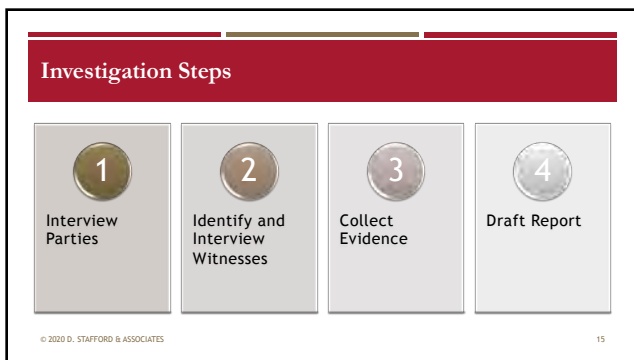 Investigation Steps
1
Interview
Parties
2
Identify and
Interview
Witnesses
3
Collect
Evidence
4
Draft Report
© 2020 D. STAFFORD & ASSOCIATES
15